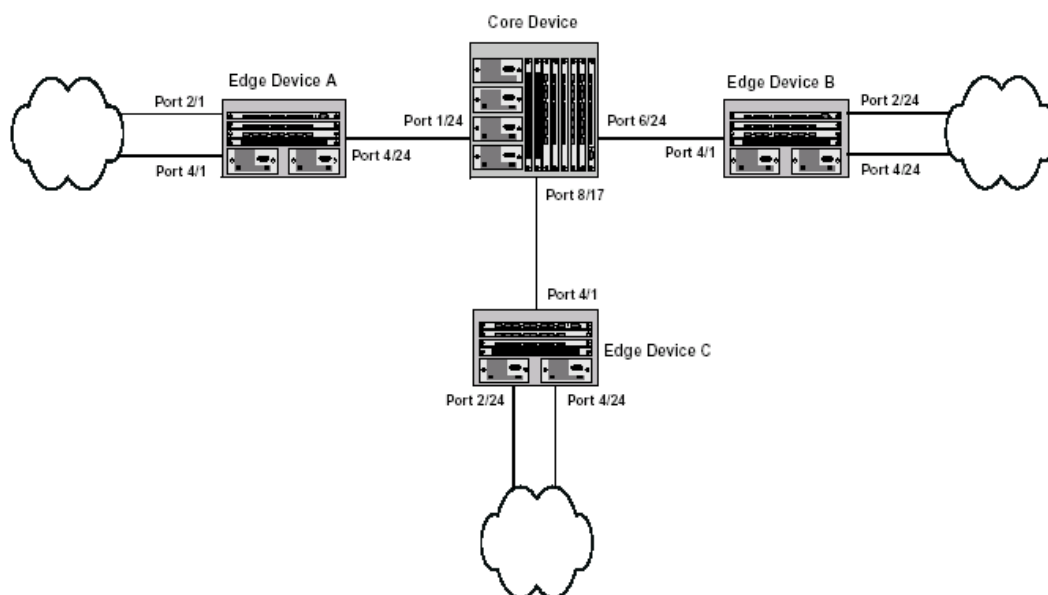 Core Device
Edge Device A
Edge Device B
Port 2/1
Port 1/24
Port 6/24
Port 2/24
Port 4/1
Port 4/24
Port 4/1
Port 4/24
Port 8/17
Port 4/1
Edge Device C
Port 2/24
Port 4/24